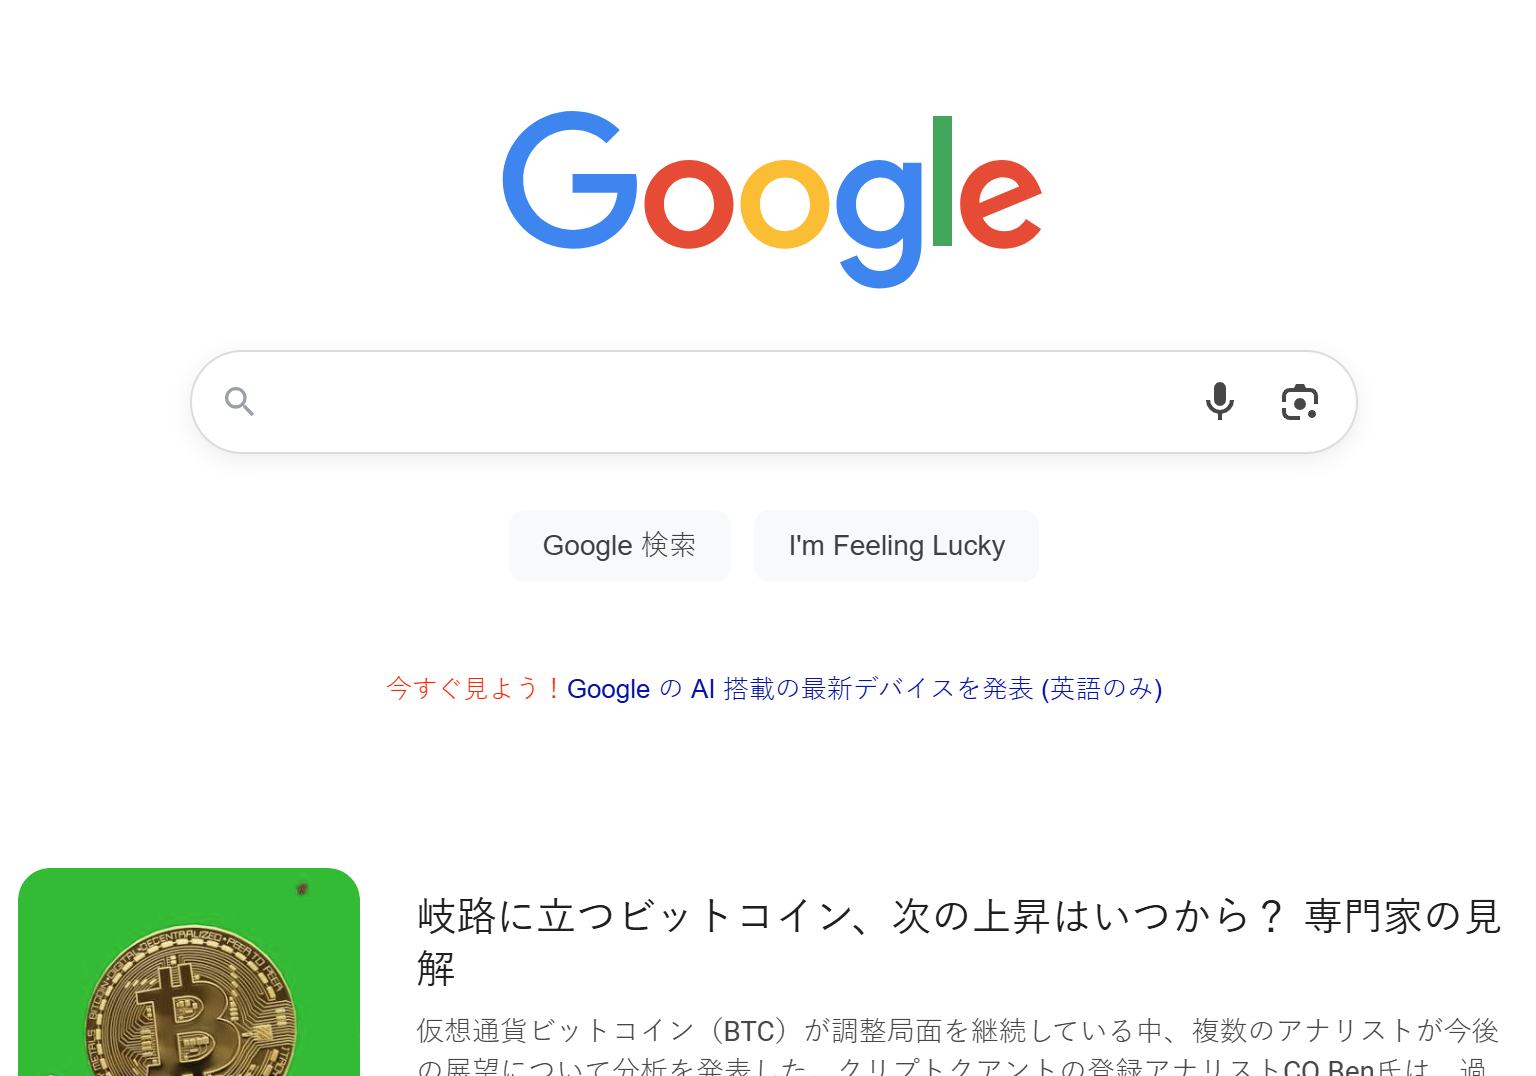 Google
Google 検索
I'm Feeling Lucky
今すぐ見よう！Google の AI 搭載の最新デバイスを発表 (英語のみ)
岐路に立つビットコイン、次の上昇はいつから？ 専門家の見
解
仮想通貨ビットコイン（BTC）が調整局面を継続している中、複数のアナリストが今後
の展望について分析を発表した。クリプトクアントの登録アナリストCO Ben氏は、過
BITCOIN•DIGITAL•DECENTRALIZED•PEER TO PEER